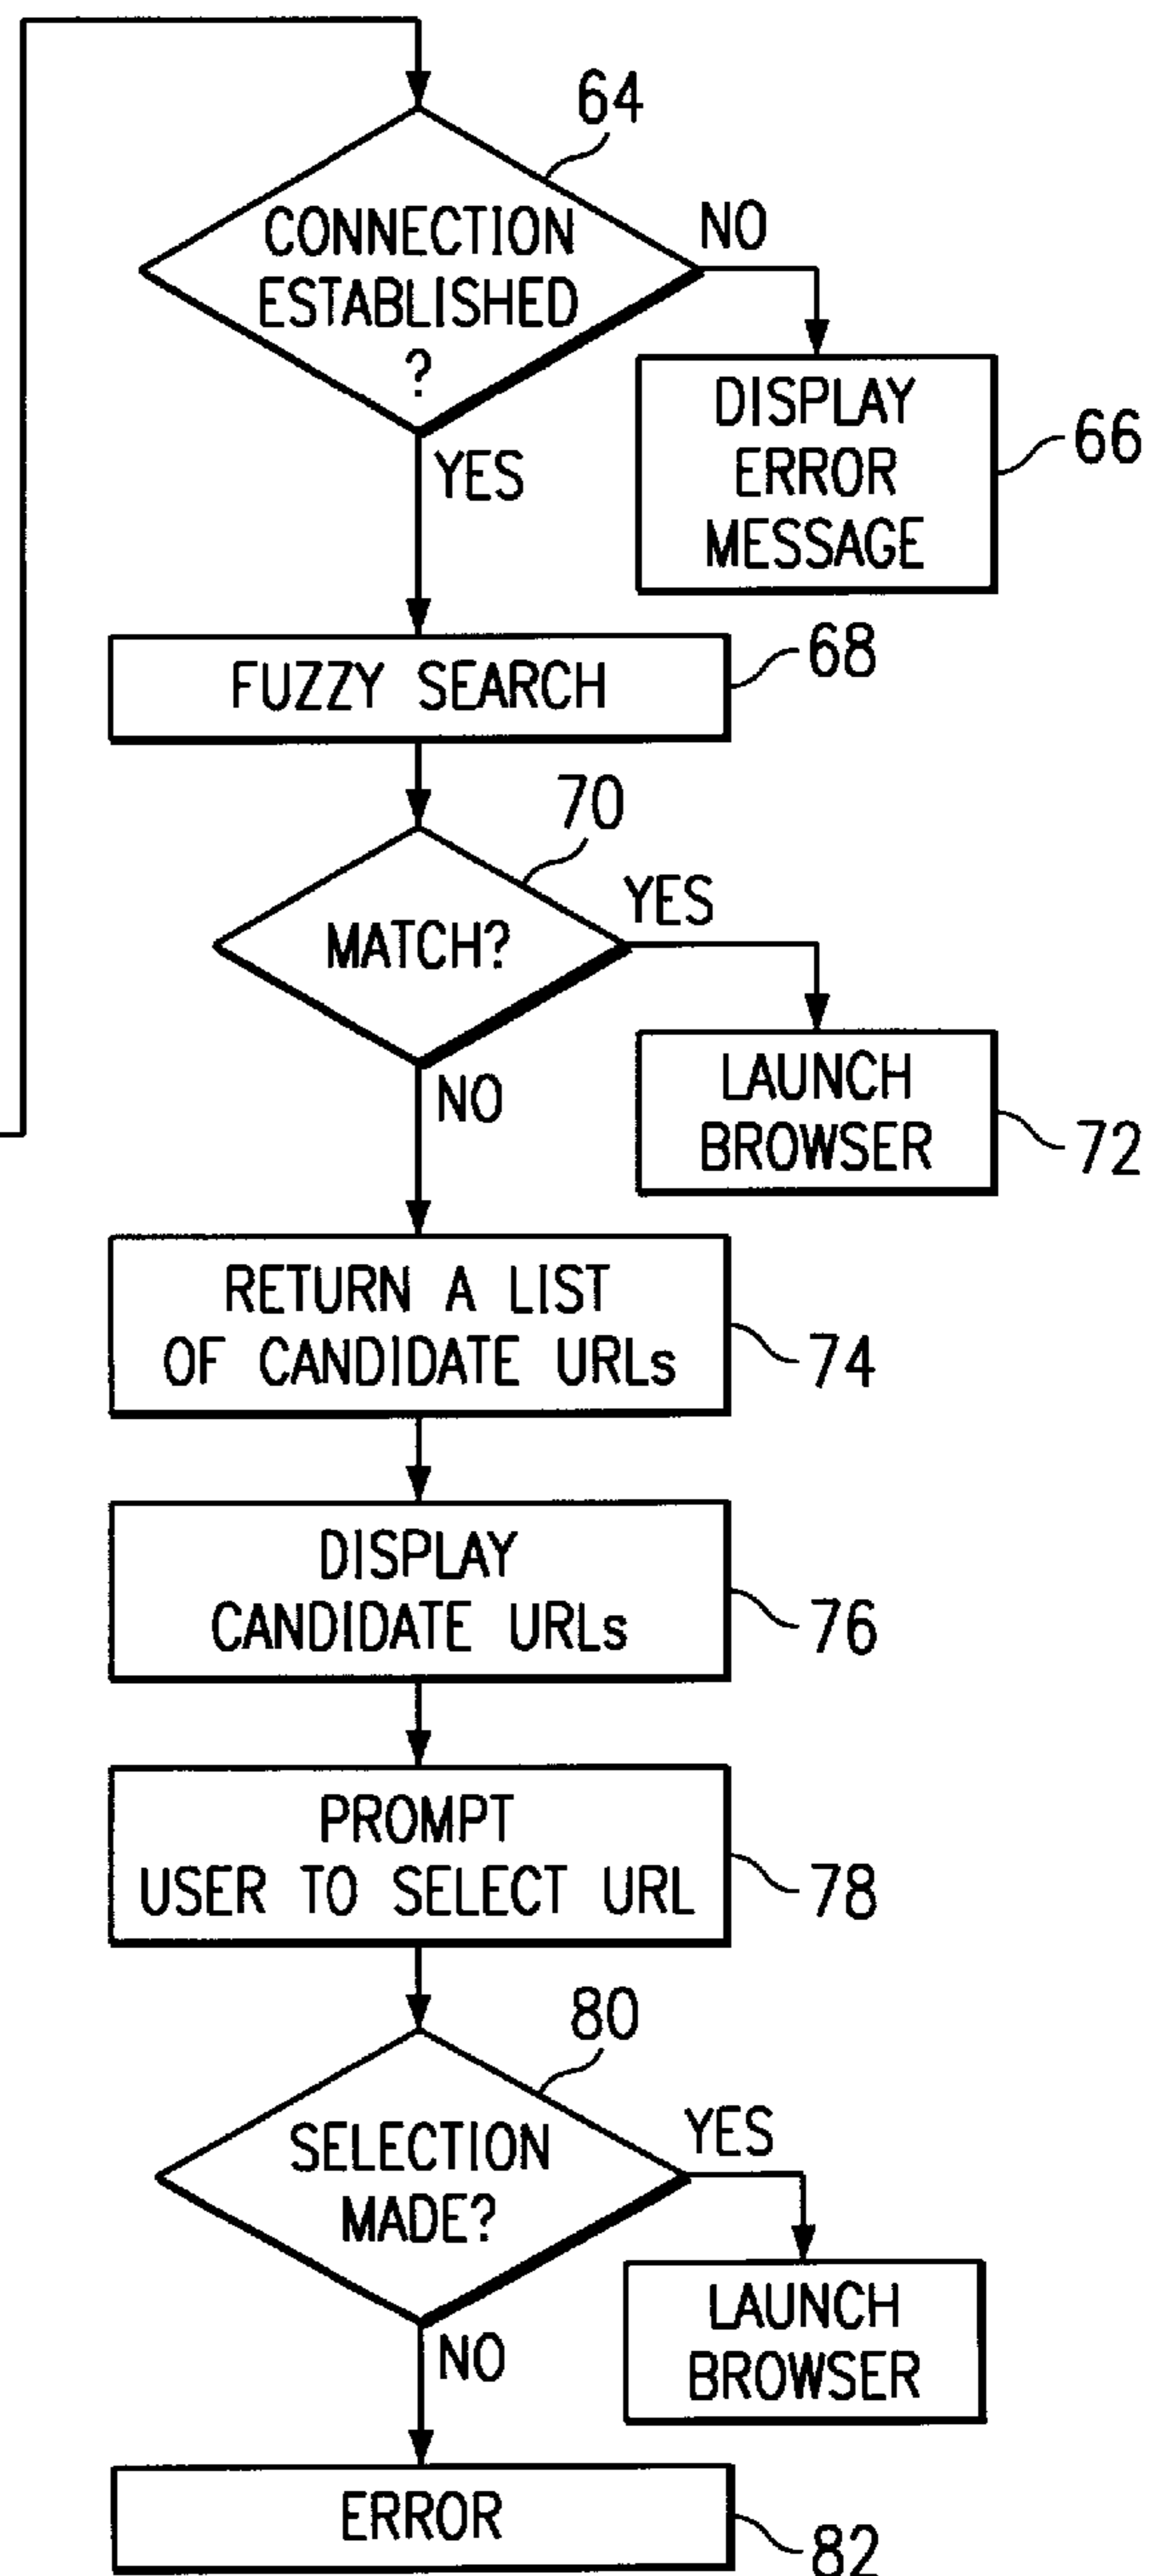 64
CONNECTION
ESTABLISHED
?
NO
YES
DISPLAY
ERROR
MESSAGE
66
FUZZY SEARCH
68
70
MATCH?
YES
NO
LAUNCH
BROWSER
72
RETURN A LIST
OF CANDIDATE URLs
74
DISPLAY
CANDIDATE URLs
76
PROMPT
USER TO SELECT URL
78
80
SELECTION
MADE?
YES
NO
LAUNCH
BROWSER
ERROR
82